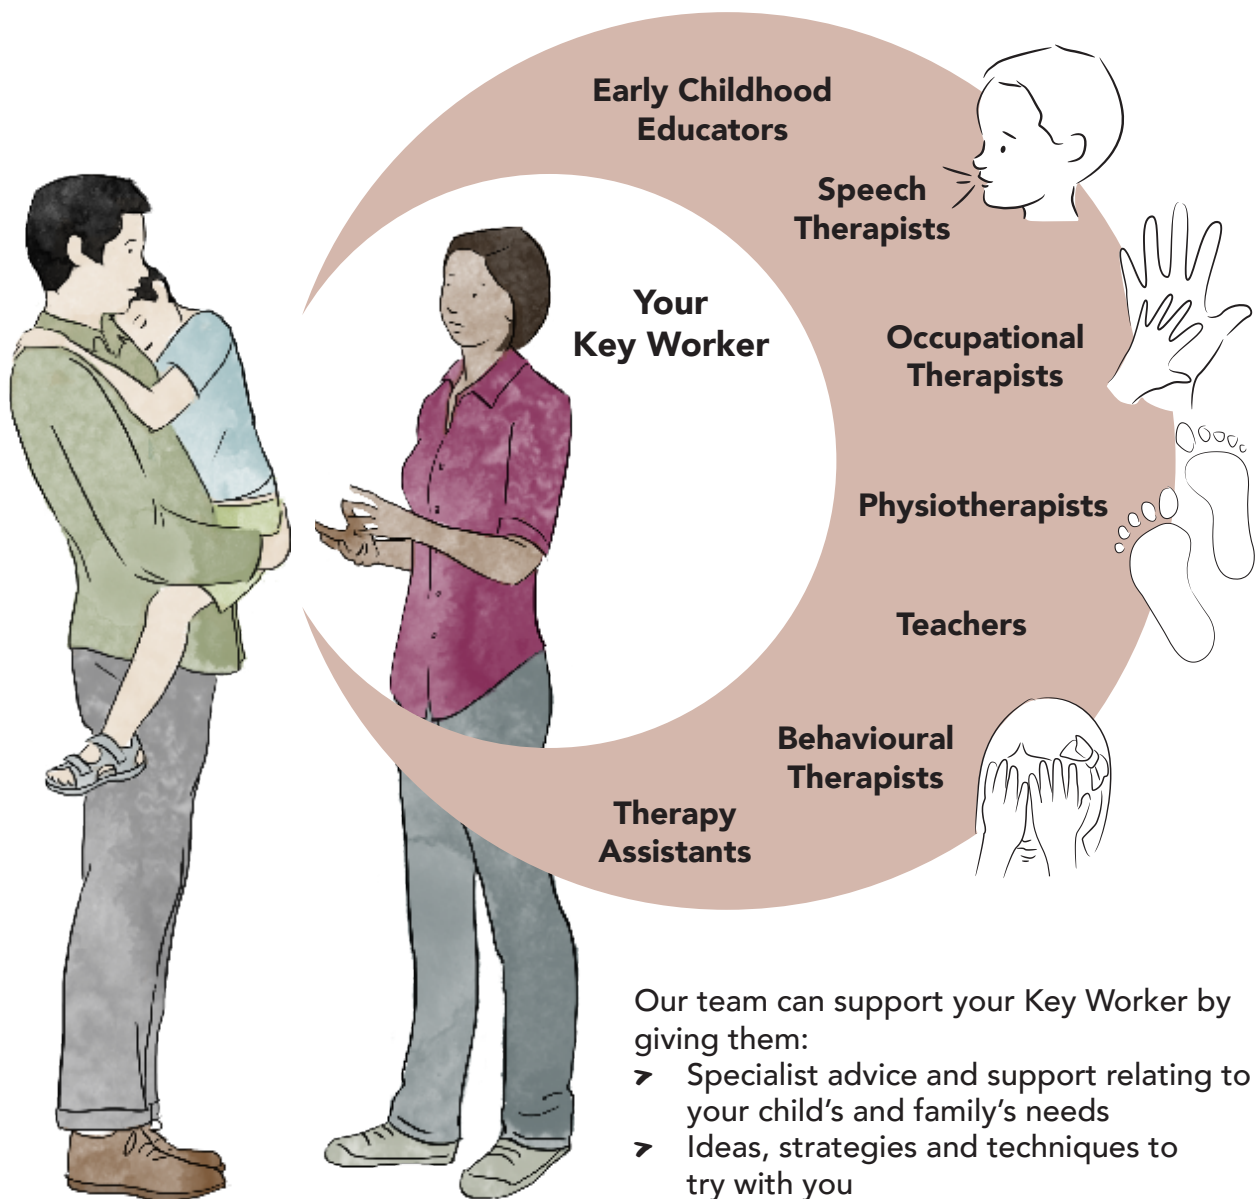 Early Childhood
Educators
Speech
Therapists
Your
Key Worker
Occupational
Therapists
Physiotherapists
Teachers
Behavioural
Therapists
Therapy
Assistants
Our team can support your Key Worker by
giving them:
Specialist advice and support relating to
your child's and family's needs
Ideas, strategies and techniques to
try with you